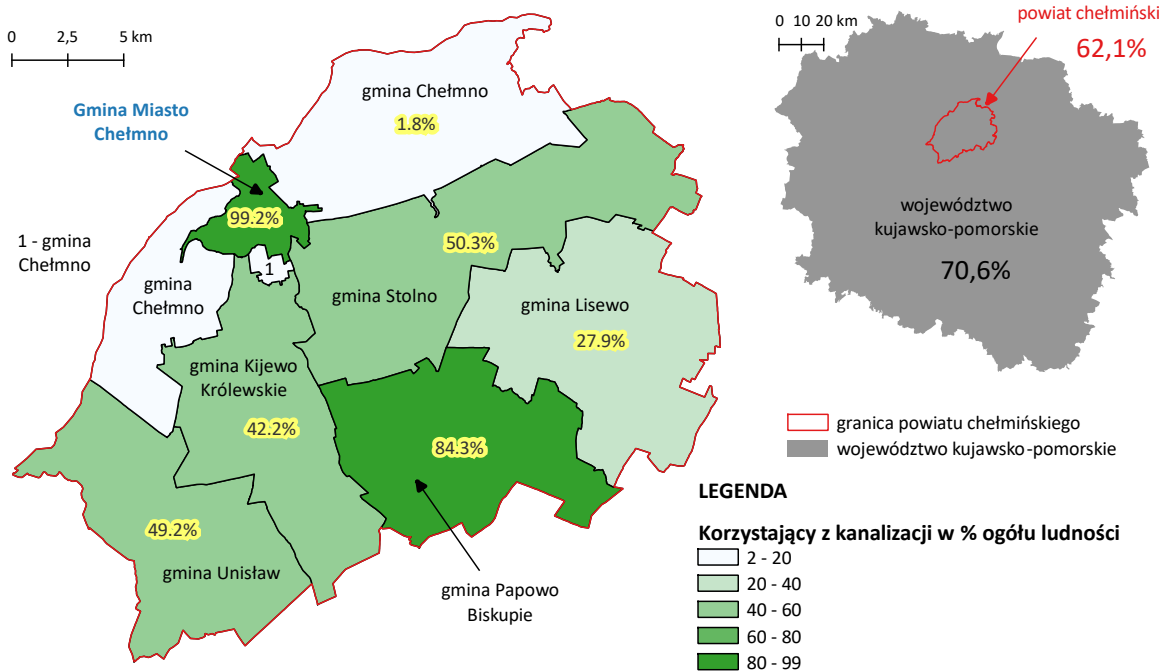 0 2,5 5 km
gmina Chełmno
1.8%
Gmina Miasto
Chełmno
99.2%
1 - gmina
Chełmno
1
gmina
Chełmno
50.3%
gmina Stolno
gmina Lisewo
27.9%
gmina Kijewo
Królewskie
42.2%
84.3%
49.2%
gmina Unisław
gmina Papowo
Biskupie
0 10 20 km
powiat chełmiński
62,1%
województwo
kujawsko-pomorskie
70,6%
granica powiatu chełmińskiego
województwo kujawsko-pomorskie
LEGENDA
Korzystający z kanalizacji w % ogółu ludności
2 - 20
20 - 40
40 - 60
60 - 80
80 - 99